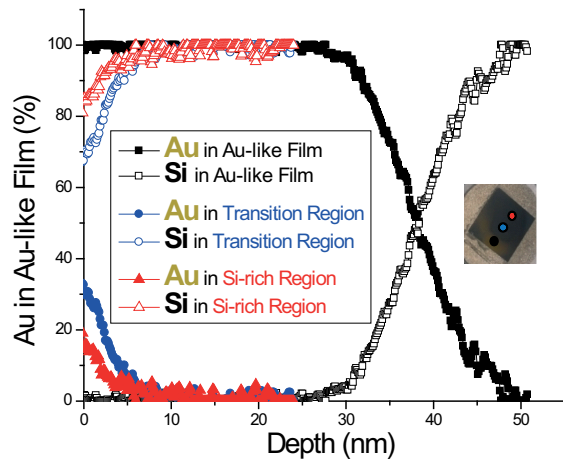 Au in Au-like Film (%)
100
80
60
40
20
0
Au in Au-like Film
Si in Au-like Film
Au in Transition Region
Si in Transition Region
Au in Si-rich Region
Si in Si-rich Region
0 10 20 30 40 50
Depth (nm)